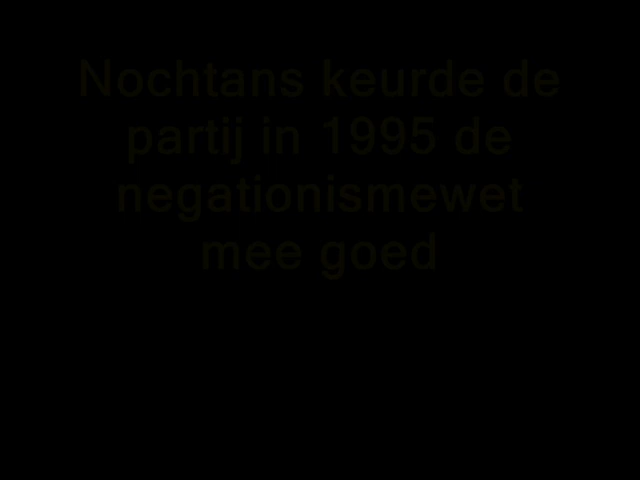 Nochtans keurde de
partij in 1995 de
negationismewet
mee goed